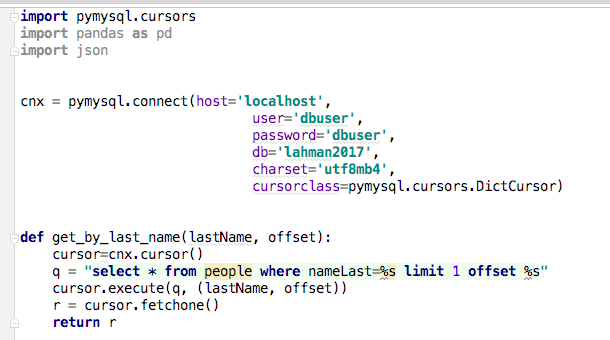 import pymysql.cursors
import pandas as pd
import json
cnx = pymysql.connect(host='localhost',
                      user='dbuser',
                      password='dbuser',
                      db='lahman2017',
                      charset='utf8mb4',
                      cursorclass=pymysql.cursors.DictCursor)
def get_by_last_name(lastName, offset):
    cursor=cnx.cursor()
    q = "select * from people where nameLast=%s limit 1 offset %s"
    cursor.execute(q, (lastName, offset))
    r = cursor.fetchone()
    return r